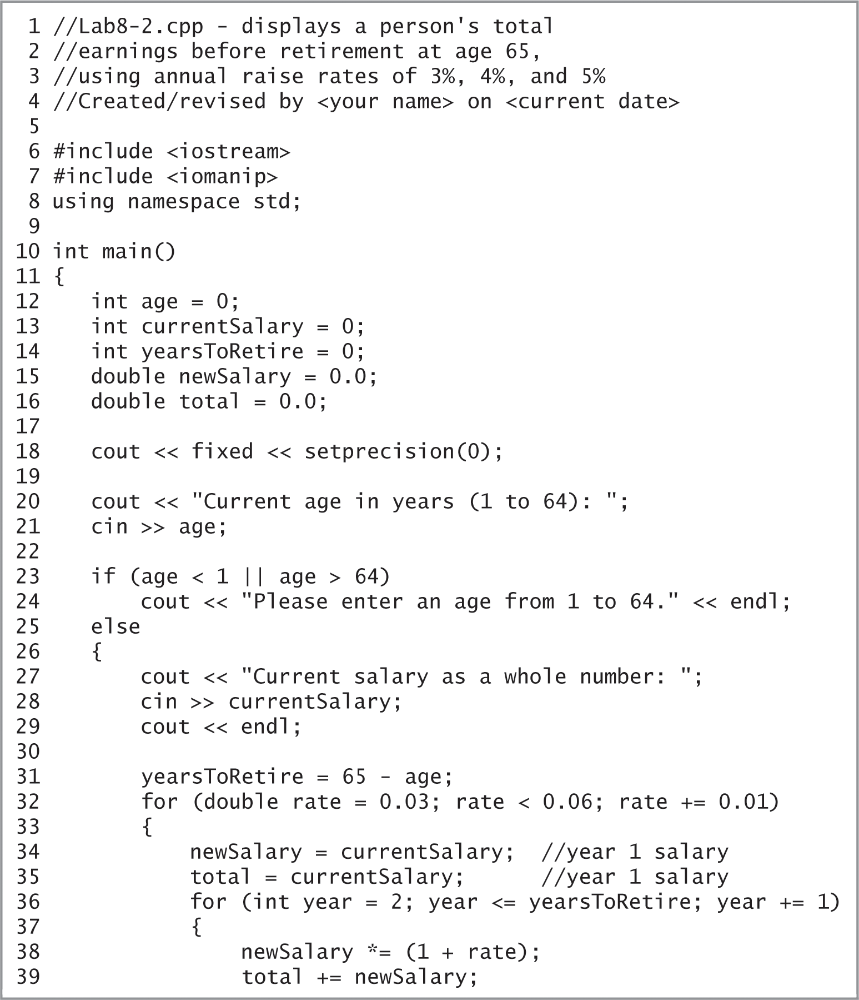 1 //Lab8-2.cpp - displays a person's total
2 //earnings before retirement at age 65,
3 //using annual raise rates of 3%, 4%, and 5%
4 //Created/revised by <your name> on <current date>
5
6 #include <iostream>
7 #include <iomanip>
8 using namespace std;
9
10 int main()
11 {
12    int age = 0;
13    int currentSalary = 0;
14    int yearsToRetire = 0;
15    double newSalary = 0.0;
16    double total = 0.0;
17
18    cout << fixed << setprecision(0);
19
20    cout << "Current age in years (1 to 64): ";
21    cin >> age;
22
23    if (age < 1 || age > 64)
24        cout << "Please enter an age from 1 to 64." << endl;
25    else
26    {
27        cout << "Current salary as a whole number: ";
28        cin >> currentSalary;
29        cout << endl;
30
31        yearsToRetire = 65 - age;
32        for (double rate = 0.03; rate < 0.06; rate += 0.01)
33        {
34            newSalary = currentSalary;  //year 1 salary
35            total = currentSalary;      //year 1 salary
36            for (int year = 2; year <= yearsToRetire; year += 1)
37            {
38                newSalary *= (1 + rate);
39                total += newSalary;